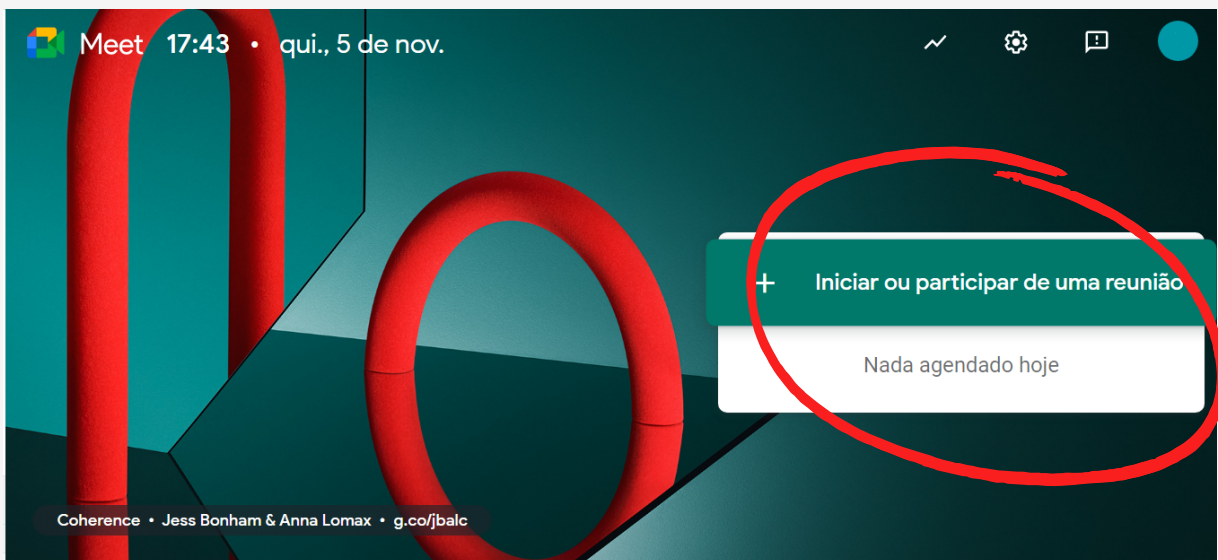 Meet 17:43 • qui., 5 de nov.
+ Iniciar ou participar de uma reunião
Nada agendado hoje
Coherence • Jess Bonham & Anna Lomax • g.co/jbalc